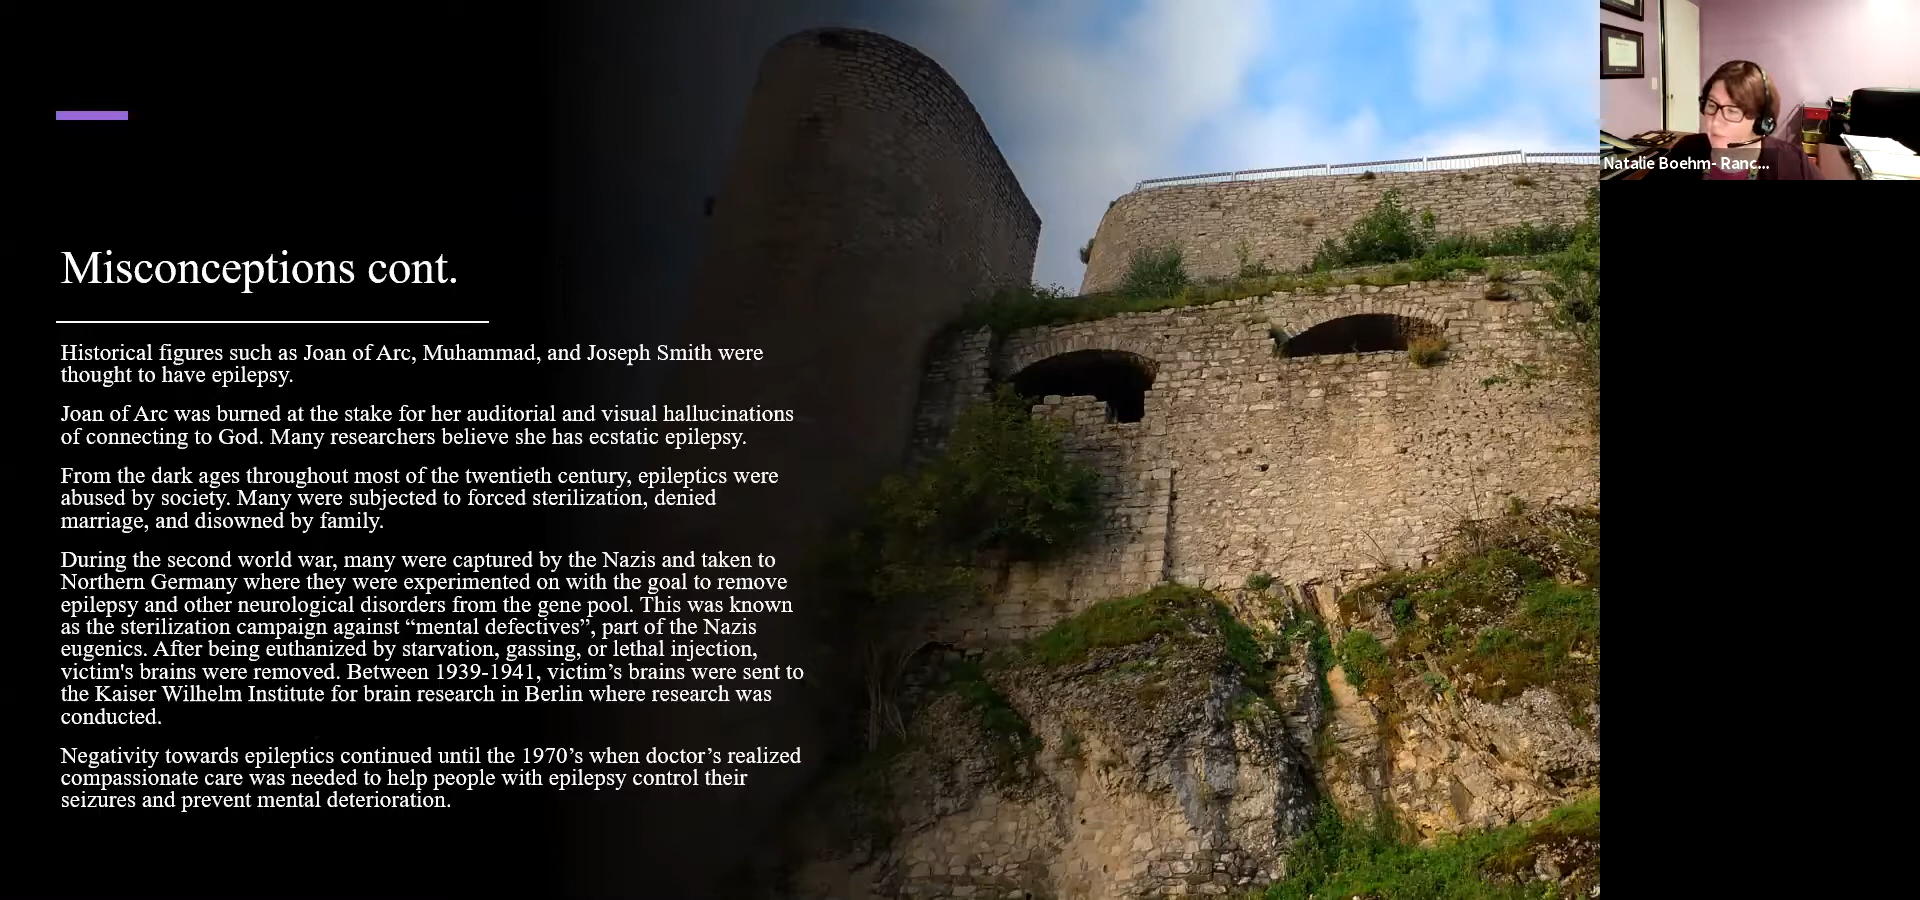 Misconceptions cont.
Historical figures such as Joan of Arc, Muhammad, and Joseph Smith were
thought to have epilepsy.
Joan of Arc was burned at the stake for her auditorial and visual hallucinations
of connecting to God. Many researchers believe she has ecstatic epilepsy.
From the dark ages throughout most of the twentieth century, epileptics were
abused by society. Many were subjected to forced sterilization, denied
marriage, and disowned by family.
During the second world war, many were captured by the Nazis and taken to
Northern Germany where they were experimented on with the goal to remove
epilepsy and other neurological disorders from the gene pool. This was known
as the sterilization campaign against “mental defectives”, part of the Nazis
eugenics. After being euthanized by starvation, gassing, or lethal injection,
victim's brains were removed. Between 1939-1941, victim’s brains were sent to
the Kaiser Wilhelm Institute for brain research in Berlin where research was
conducted.
Negativity towards epileptics continued until the 1970’s when doctor’s realized
compassionate care was needed to help people with epilepsy control their
seizures and prevent mental deterioration.
Natalie Boehm- Ranc...